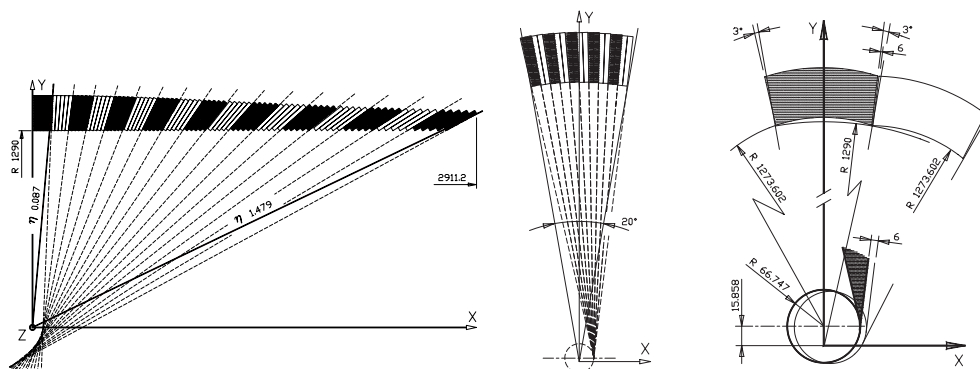 Y
R 1290
η 0.087
η 1.479
2911.2
Z
X
Y
20°
X
3°
Y
3°
6
R 1273.602
R 1290
R 1273.602
6
R 66.747
15.858
X